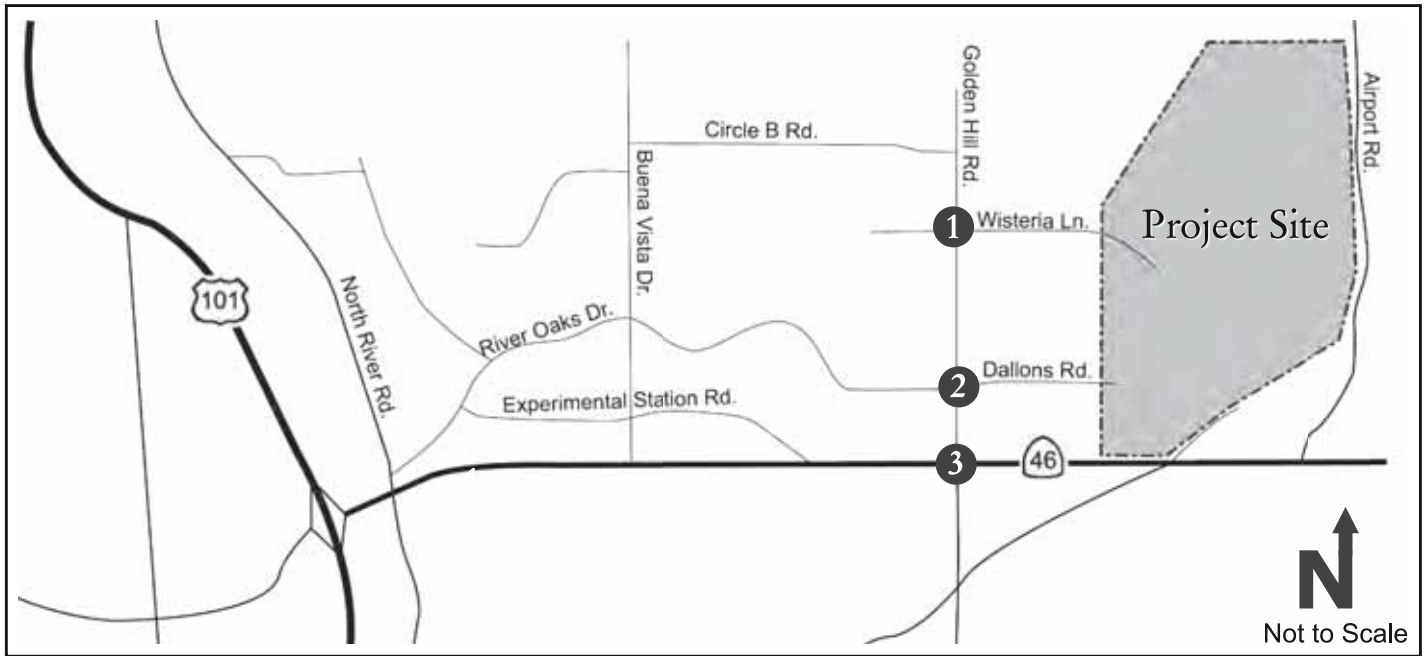 Circle B Rd.
Golden Hill Rd.
Airport Rd.
Buena Vista Dr.
1
Wisteria Ln.
Project Site
101
North River Rd.
River Oaks Dr.
2
Dallons Rd.
Experimental Station Rd.
3
46
N
Not to Scale